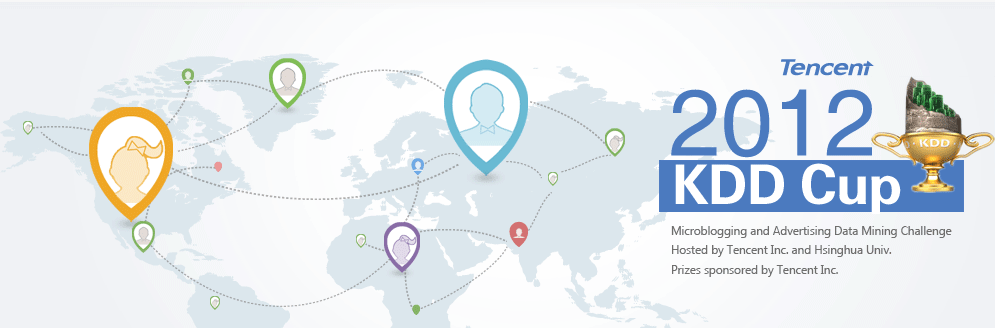 Tencent
2012
KDD
KDD Cup
Microblogging and Advertising Data Mining Challenge
Hosted by Tencent Inc. and Hsinghua Univ.
Prizes sponsored by Tencent Inc.